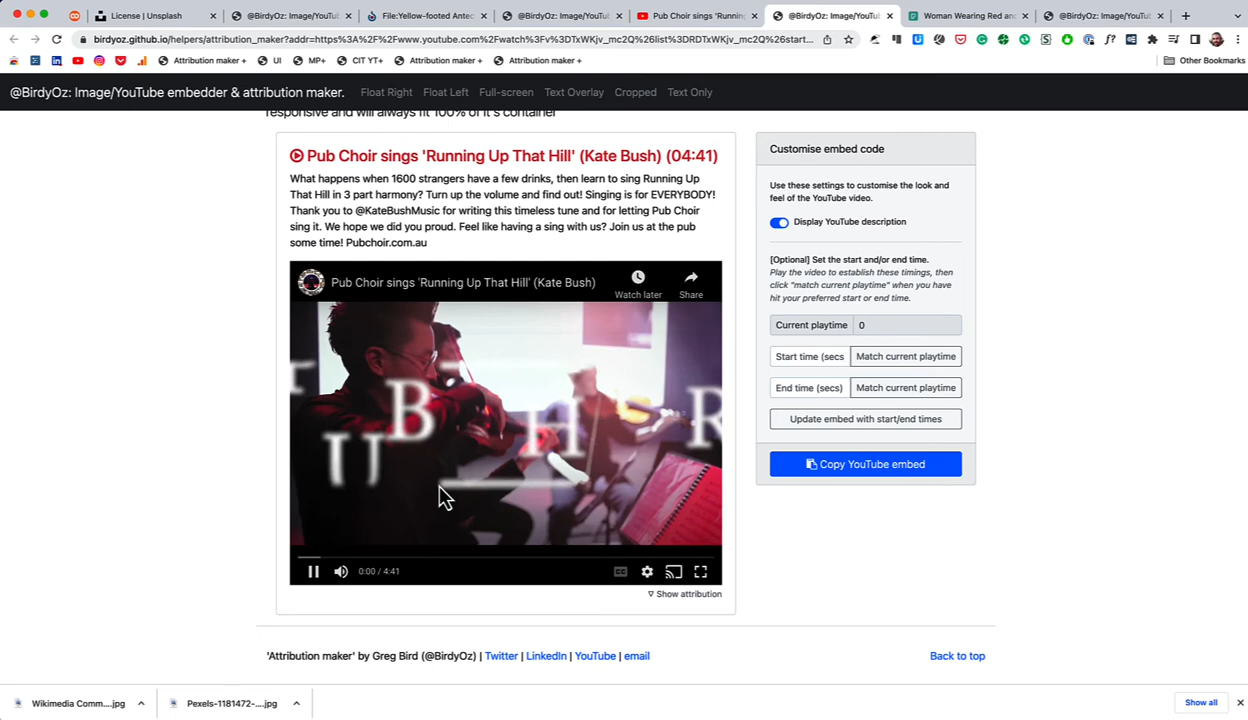 License | Unsplash
@BirdyOz: Image/YouTu
File:Yellow-footed Antec
@BirdyOz: Image/YouTu
Pub Choir sings 'Running
@BirdyOz: Image/YouTu
Woman Wearing Red and
@BirdyOz: Image/YouTu
birdyoz.github.io/helpers/attribution_maker?addr=https%3A%2F%2Fwww.youtube.com%2Fwatch%3Fv%3DTxWKjv_mc2Q%26list%3DRDTxWKjv_mc2Q%26start...
Attribution maker + UI MP+ CIT YT+ Attribution maker + Attribution maker + Other Bookmarks
@BirdyOz: Image/YouTube embedder & attribution maker. Float Right Float Left Full-screen Text Overlay Cropped Text Only
responsive and will always fit 100% of it's container
Pub Choir sings 'Running Up That Hill' (Kate Bush) (04:41)
What happens when 1600 strangers have a few drinks, then learn to sing Running Up
That Hill in 3 part harmony? Turn up the volume and find out! Singing is for EVERYBODY!
Thank you to @KateBushMusic for writing this timeless tune and for letting Pub Choir
sing it. We hope we did you proud. Feel like having a sing with us? Join us at the pub
some time! Pubchoir.com.au
Pub Choir sings 'Running Up That Hill' (Kate Bush)
Watch later Share
U B H R
0:00 / 4:41
CC
∇ Show attribution
Customise embed code
Use these settings to customise the look and
feel of the YouTube video.
Display YouTube description
[Optional] Set the start and/or end time.
Play the video to establish these timings, then
click "match current playtime" when you have
hit your preferred start or end time.
Current playtime 0
Start time (secs Match current playtime
End time (secs) Match current playtime
Update embed with start/end times
Copy YouTube embed
'Attribution maker' by Greg Bird (@BirdyOz) | Twitter | LinkedIn | YouTube | email
Back to top
Wikimedia Comm....jpg
Pexels-1181472-....jpg
Show all